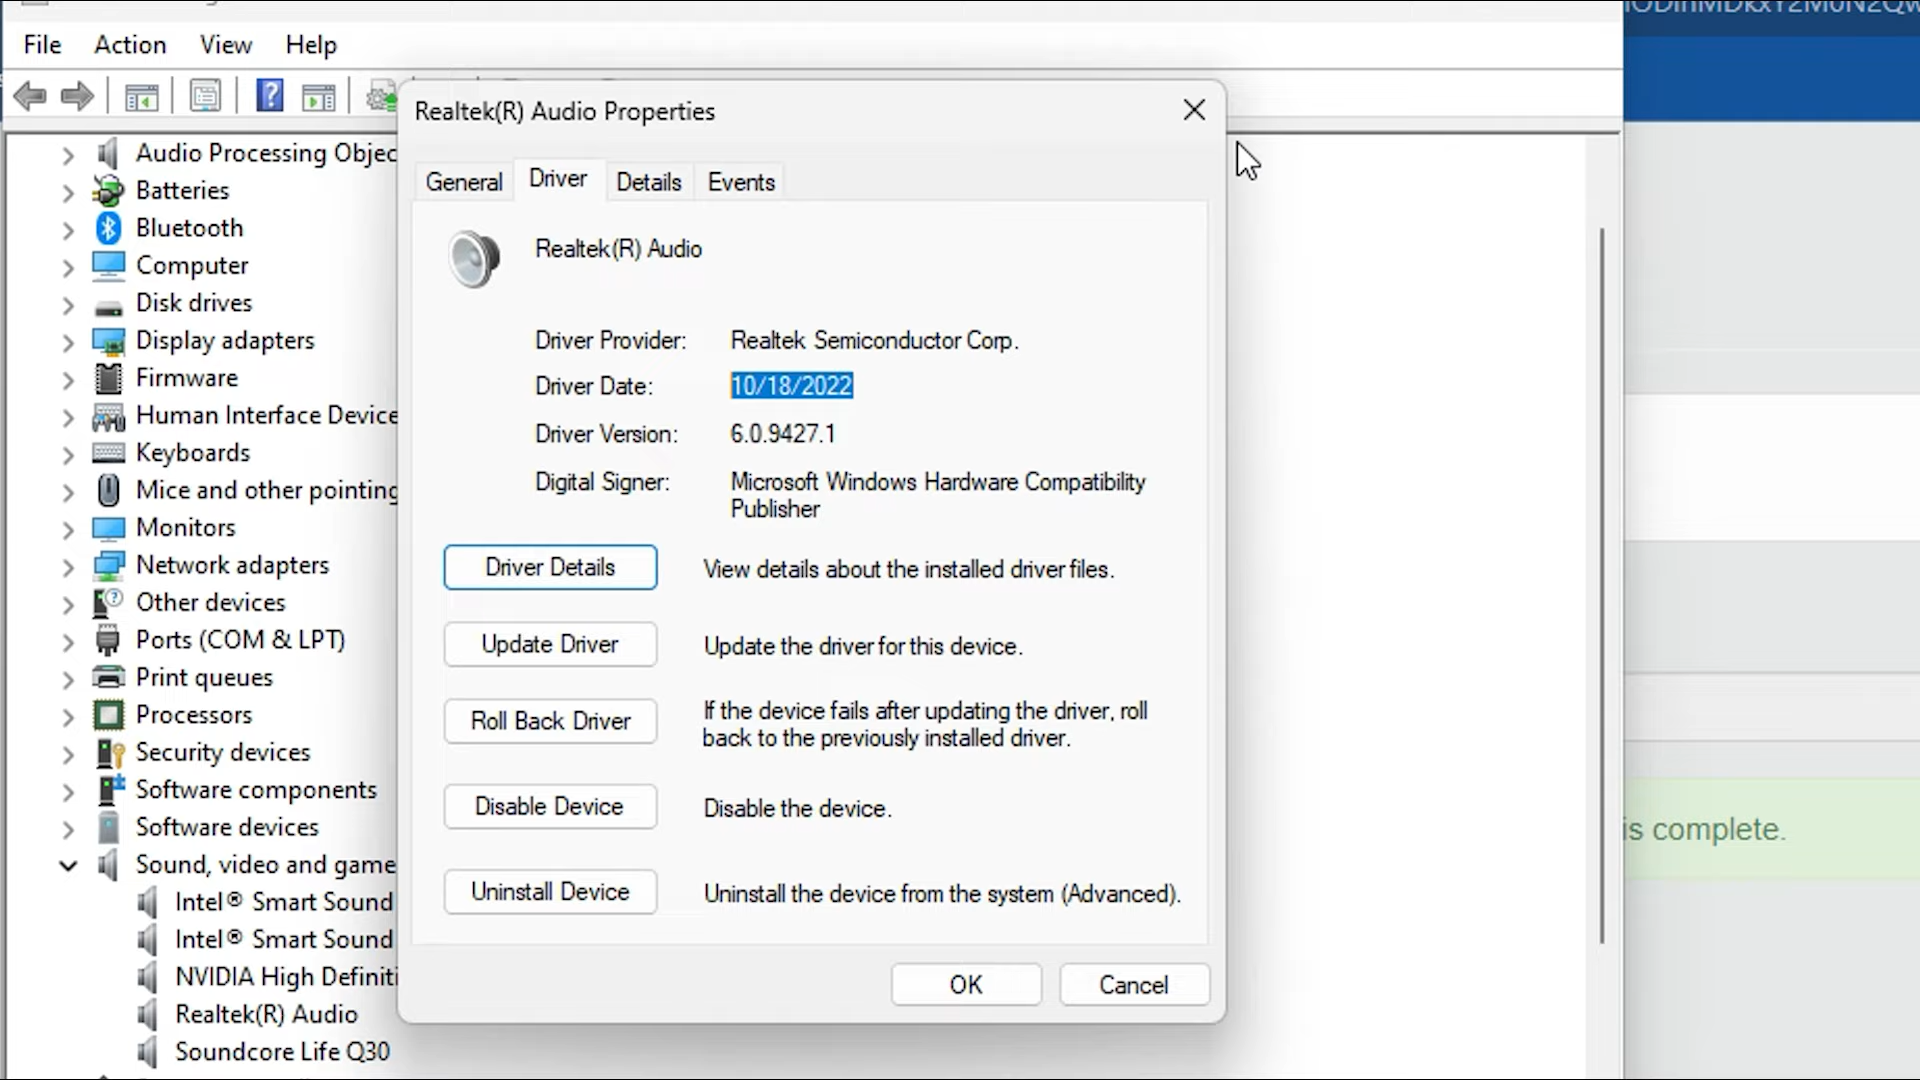 File Action View Help
Realtek(R) Audio Properties
General Driver Details Events
Realtek(R) Audio
Driver Provider: Realtek Semiconductor Corp.
Driver Date: 10/18/2022
Driver Version: 6.0.9427.1
Digital Signer: Microsoft Windows Hardware Compatibility
Publisher
Driver Details View details about the installed driver files.
Update Driver Update the driver for this device.
Roll Back Driver If the device fails after updating the driver, roll
back to the previously installed driver.
Disable Device Disable the device.
Uninstall Device Uninstall the device from the system (Advanced).
OK Cancel
Audio Processing Objec
Batteries
Bluetooth
Computer
Disk drives
Display adapters
Firmware
Human Interface Device
Keyboards
Mice and other pointing
Monitors
Network adapters
Other devices
Ports (COM & LPT)
Print queues
Processors
Security devices
Software components
Software devices
Sound, video and game
Intel® Smart Sound
Intel® Smart Sound
NVIDIA High Definiti
Realtek(R) Audio
Soundcore Life Q30
is complete.